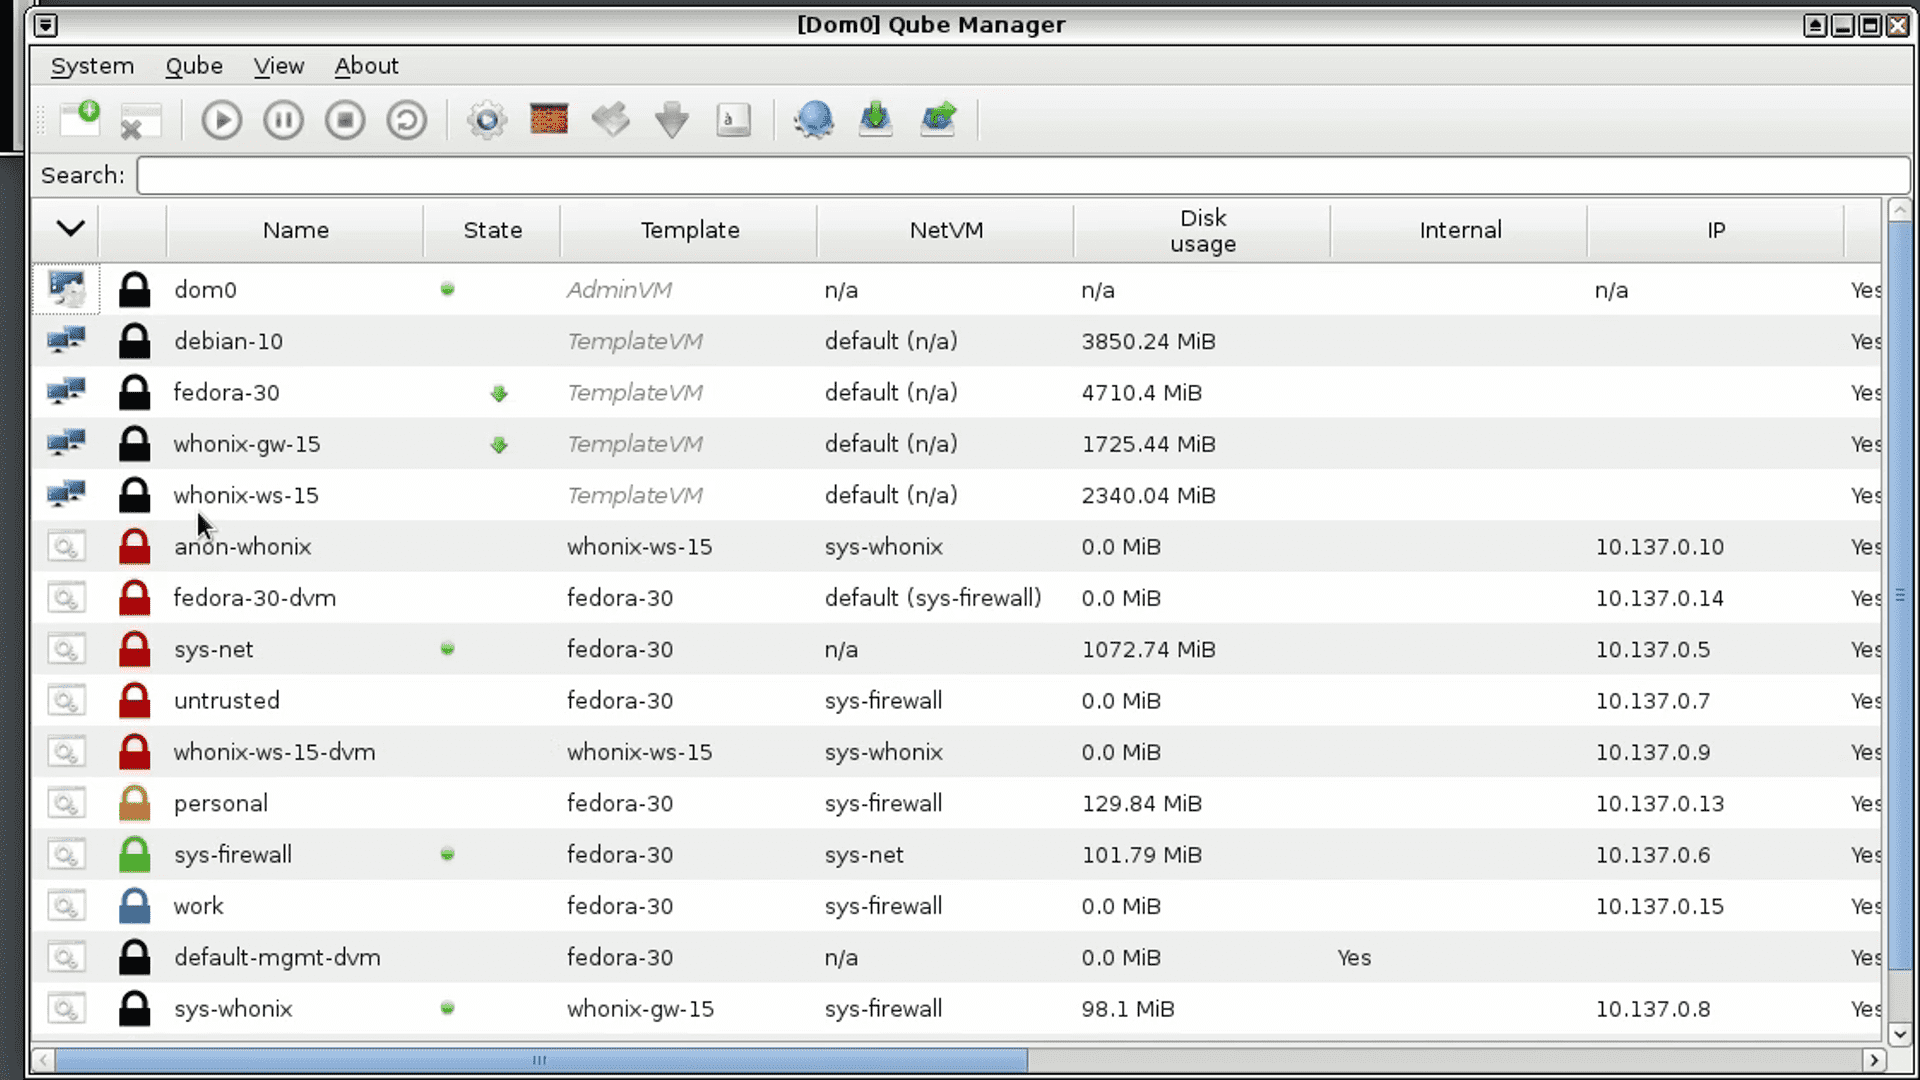 [Dom0] Qube Manager
System Qube View About
à
Search:
Name State Template NetVM Disk usage Internal IP
dom0 AdminVM n/a n/a n/a Yes
debian-10 TemplateVM default (n/a) 3850.24 MiB Yes
fedora-30 TemplateVM default (n/a) 4710.4 MiB Yes
whonix-gw-15 TemplateVM default (n/a) 1725.44 MiB Yes
whonix-ws-15 TemplateVM default (n/a) 2340.04 MiB Yes
anon-whonix whonix-ws-15 sys-whonix 0.0 MiB 10.137.0.10 Yes
fedora-30-dvm fedora-30 default (sys-firewall) 0.0 MiB 10.137.0.14 Yes
sys-net fedora-30 n/a 1072.74 MiB 10.137.0.5 Yes
untrusted fedora-30 sys-firewall 0.0 MiB 10.137.0.7 Yes
whonix-ws-15-dvm whonix-ws-15 sys-whonix 0.0 MiB 10.137.0.9 Yes
personal fedora-30 sys-firewall 129.84 MiB 10.137.0.13 Yes
sys-firewall fedora-30 sys-net 101.79 MiB 10.137.0.6 Yes
work fedora-30 sys-firewall 0.0 MiB 10.137.0.15 Yes
default-mgmt-dvm fedora-30 n/a 0.0 MiB Yes Yes
sys-whonix whonix-gw-15 sys-firewall 98.1 MiB 10.137.0.8 Yes